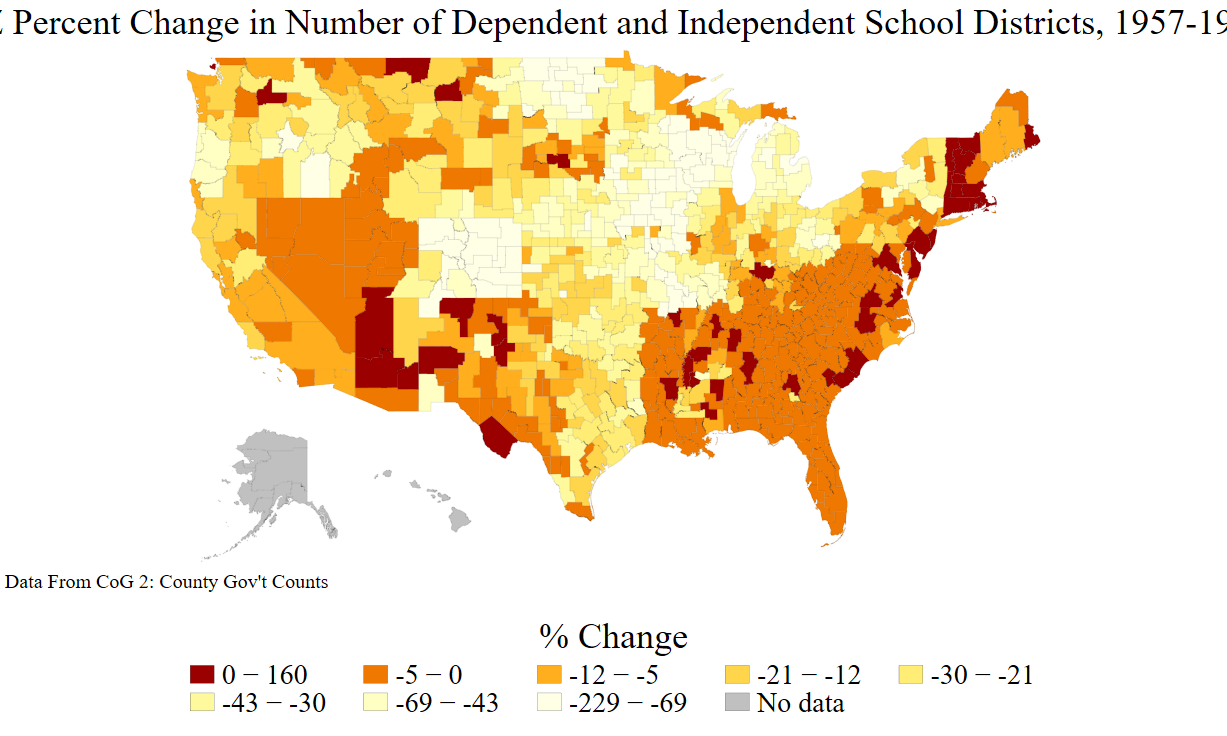 Percent Change in Number of Dependent and Independent School Districts, 1957-19
Data From CoG 2: County Gov't Counts
% Change
0 − 160 -5 − 0 -12 − -5 -21 − -12 -30 − -21
-43 − -30 -69 − -43 -229 − -69 No data